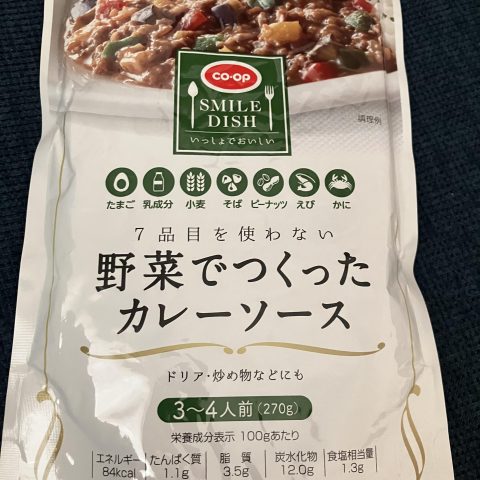 co·op
SMILE
DISH
いっしょでおいしい
調理例
たまご 乳成分 小麦 そば ピーナッツ えび かに
7品目を使わない
野菜でつくった
カレーソース
ドリア・炒め物などにも
3〜4人前(270g)
栄養成分表示 100gあたり
エネルギー たんぱく質 脂質 炭水化物 食塩相当量
84kcal 1.1g 3.5g 12.0g 1.3g